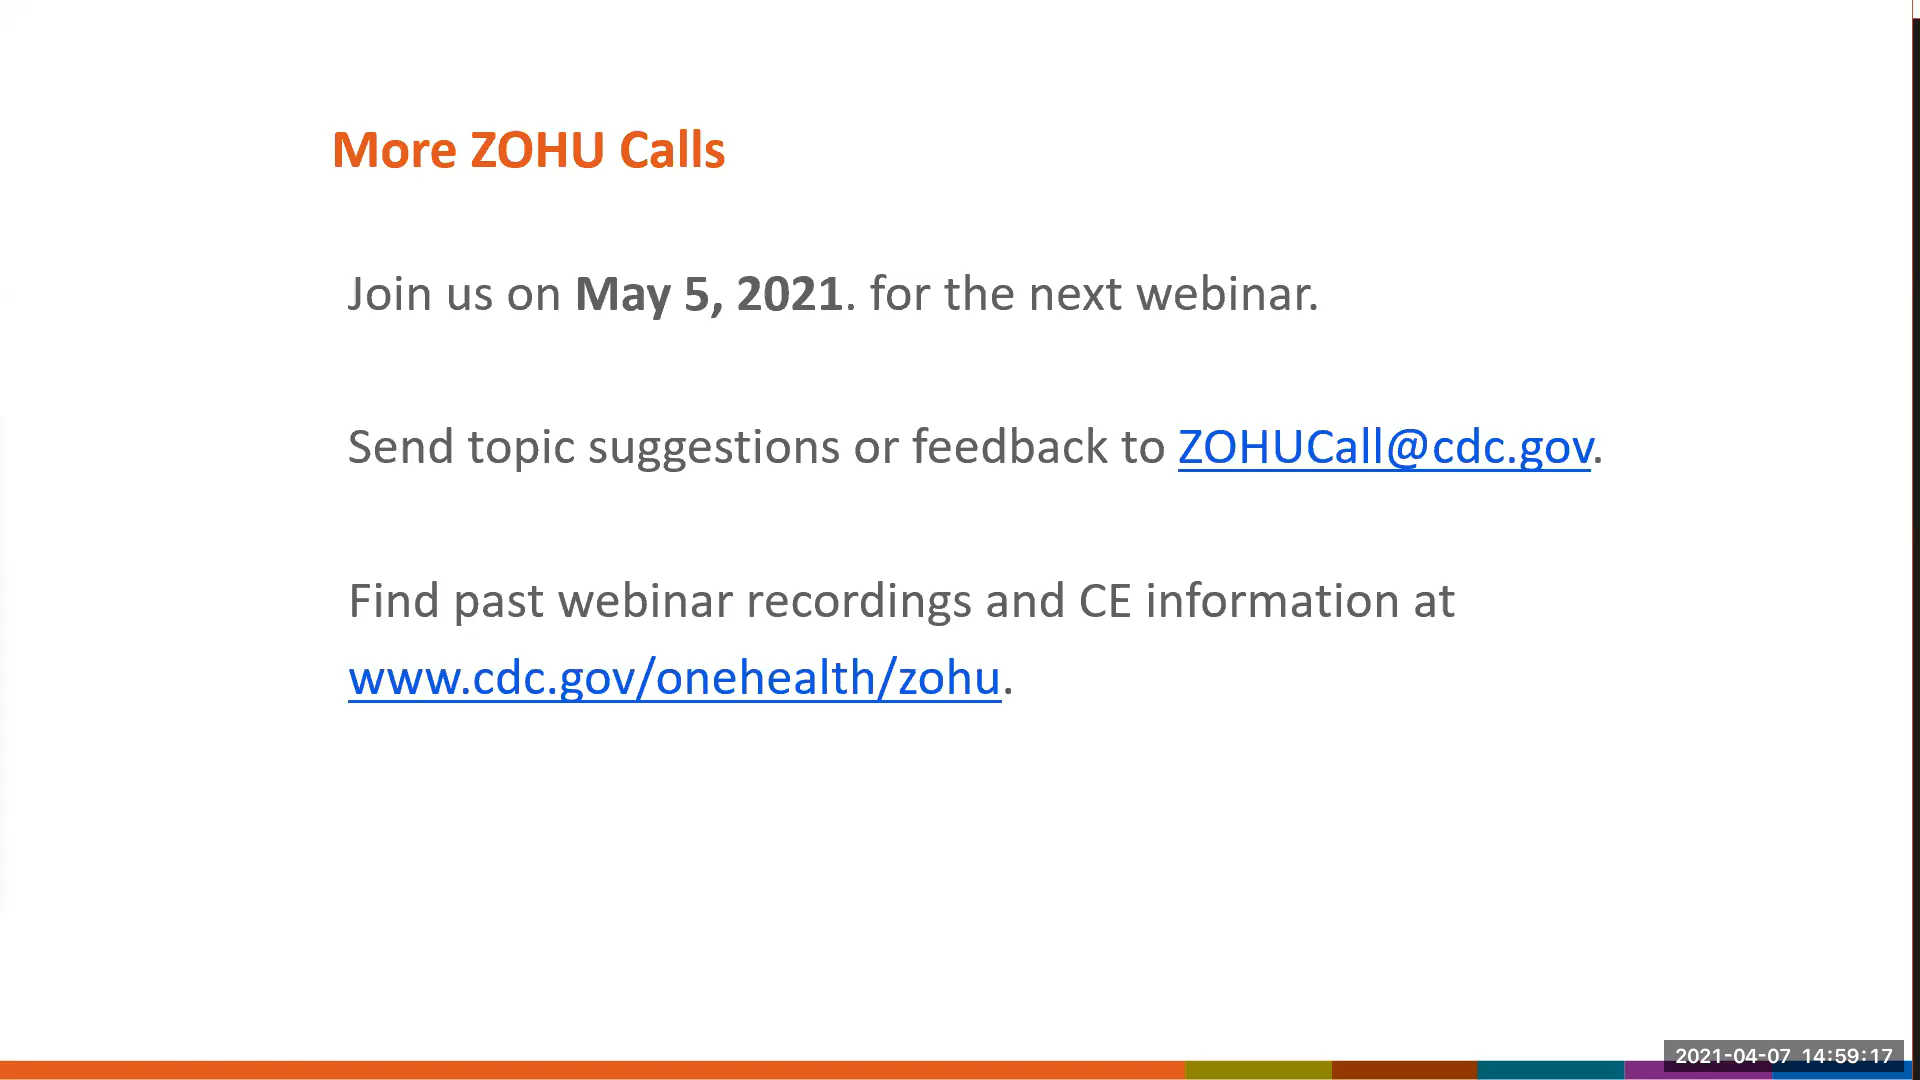 More ZOHU Calls
Join us on May 5, 2021. for the next webinar.
Send topic suggestions or feedback to ZOHUCall@cdc.gov.
Find past webinar recordings and CE information at
www.cdc.gov/onehealth/zohu.
2021-04-07 14:59:17